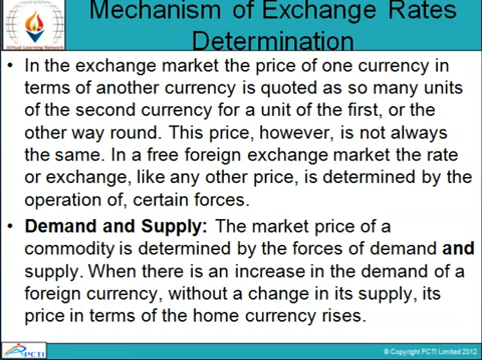 Mechanism of Exchange Rates
Determination
Virtual Learning Network
• In the exchange market the price of one currency in
terms of another currency is quoted as so many units
of the second currency for a unit of the first, or the
other way round. This price, however, is not always
the same. In a free foreign exchange market the rate
or exchange, like any other price, is determined by the
operation of, certain forces.
• Demand and Supply: The market price of a
commodity is determined by the forces of demand and
supply. When there is an increase in the demand of a
foreign currency, without a change in its supply, its
price in terms of the home currency rises.
PCTI
© Copyright PCTI Limited 2012